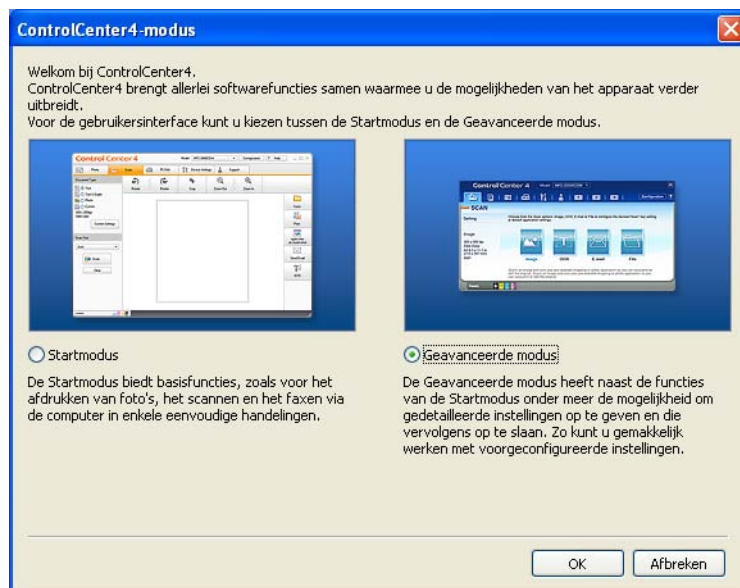 ControlCenter4-modus
Welkom bij ControlCenter4.
ControlCenter4 brengt allerlei softwarefuncties samen waarmee u de mogelijkheden van het apparaat verder
uitbreidt.
Voor de gebruikersinterface kunt u kiezen tussen de Startmodus en de Geavanceerde modus.
Control Center 4
Control Center 4
SCAN
Image
OCR
E-mail
File
Startmodus
De Startmodus biedt basisfuncties, zoals voor het
afdrukken van foto's, het scannen en het faxen via
de computer in enkele eenvoudige handelingen.
Geavanceerde modus
De Geavanceerde modus heeft naast de functies
van de Startmodus onder meer de mogelijkheid om
gedetailleerde instellingen op te geven en die
vervolgens op te slaan. Zo kunt u gemakkelijk
werken met voorgeconfigureerde instellingen.
OK
Afbreken